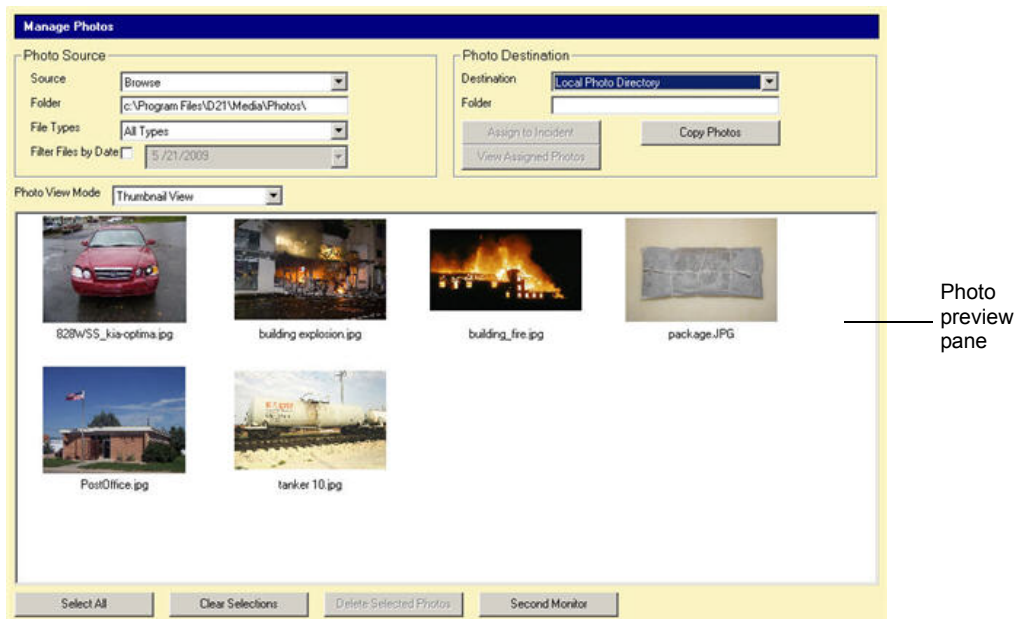 Manage Photos
Photo Source
Source Browse
Folder c:\Program Files\D21\Media\Photos\
File Types All Types
Filter Files by Date 5/21/2009
Photo Destination
Destination Local Photo Directory
Folder
Assign to Incident Copy Photos
View Assigned Photos
Photo View Mode Thumbnail View
828WSS_kia-optima.jpg building explosion.jpg building_fire.jpg package.JPG
PostOffice.jpg tanker 10.jpg
Photo
preview
pane
Select All Clear Selections Delete Selected Photos Second Monitor